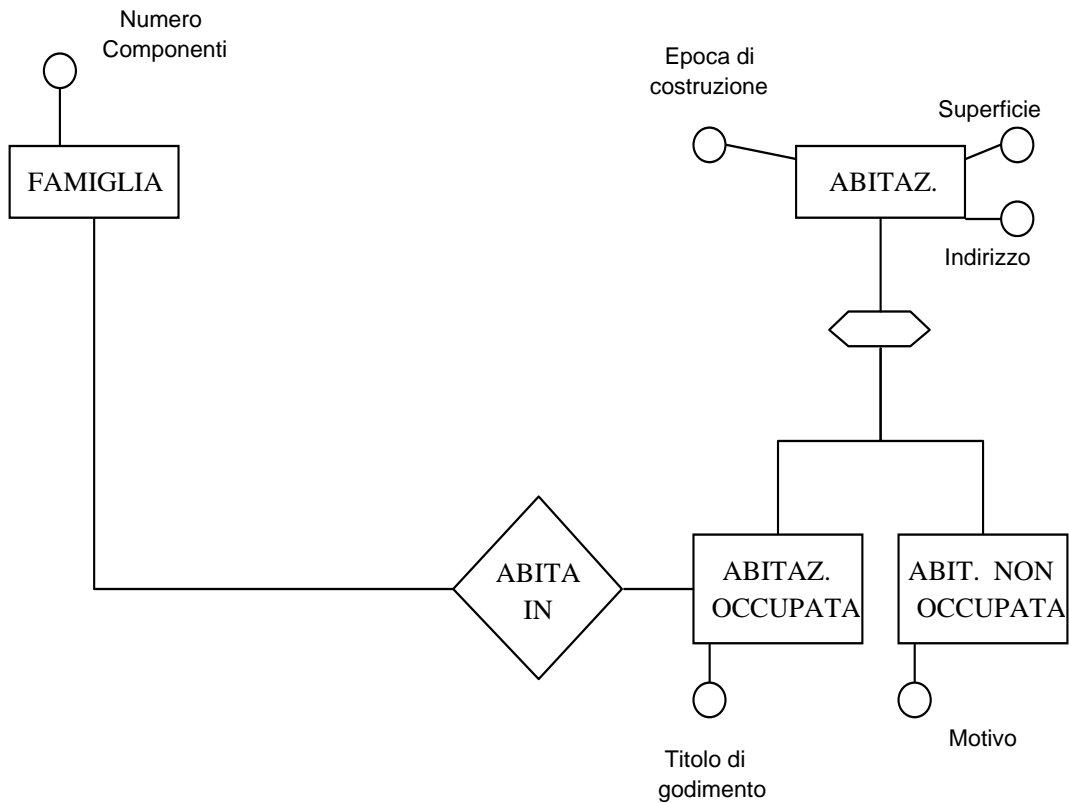 Numero
Componenti
Epoca di
costruzione
Superficie
FAMIGLIA
ABITAZ.
Indirizzo
ABITA
IN
ABITAZ.
OCCUPATA
ABIT. NON
OCCUPATA
Titolo di
godimento
Motivo